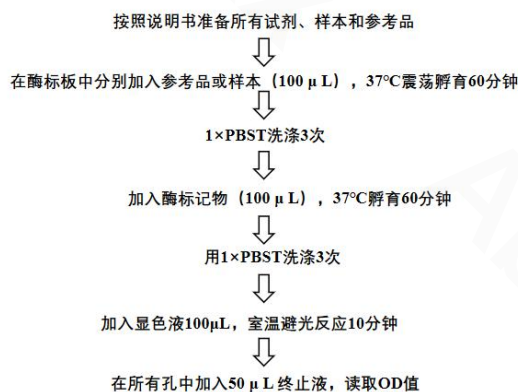 按照说明书准备所有试剂、样本和参考品
在酶标板中分别加入参考品或样本（100 μ L），37°C震荡孵育60分钟
1×PBST洗涤3次
加入酶标记物（100 μ L），37°C孵育60分钟
用1×PBST洗涤3次
加入显色液100μL，室温避光反应10分钟
在所有孔中加入50 μ L 终止液，读取OD值